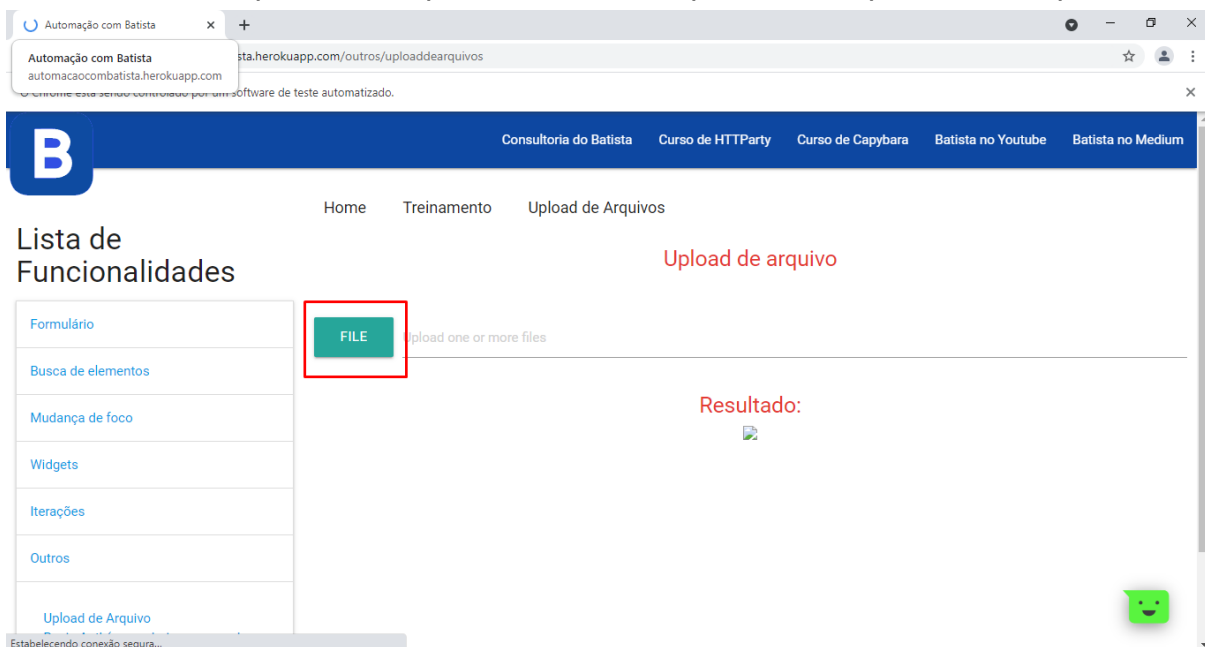 Automação com Batista
Automação com Batista
automacaocombatista.herokuapp.com
sta.herokuapp.com/outros/uploaddearquivos
O Chrome está sendo controlado por um software de teste automatizado.
B
Consultoria do Batista Curso de HTTParty Curso de Capybara Batista no Youtube Batista no Medium
Home Treinamento Upload de Arquivos
Lista de
Funcionalidades
Upload de arquivo
Formulário
FILE Upload one or more files
Busca de elementos
Resultado:
Mudança de foco
Widgets
Iterações
Outros
Upload de Arquivo
Estabelecendo conexão segura...